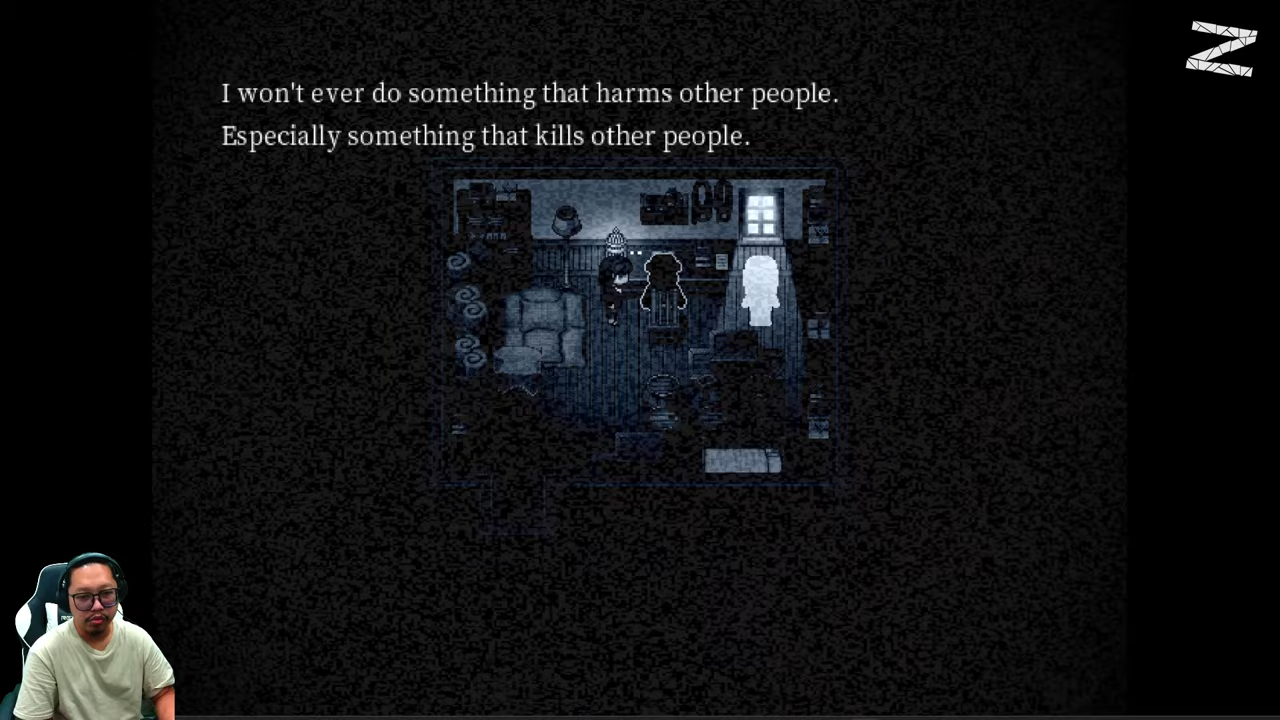 I won't ever do something that harms other people.
Especially something that kills other people.
Z